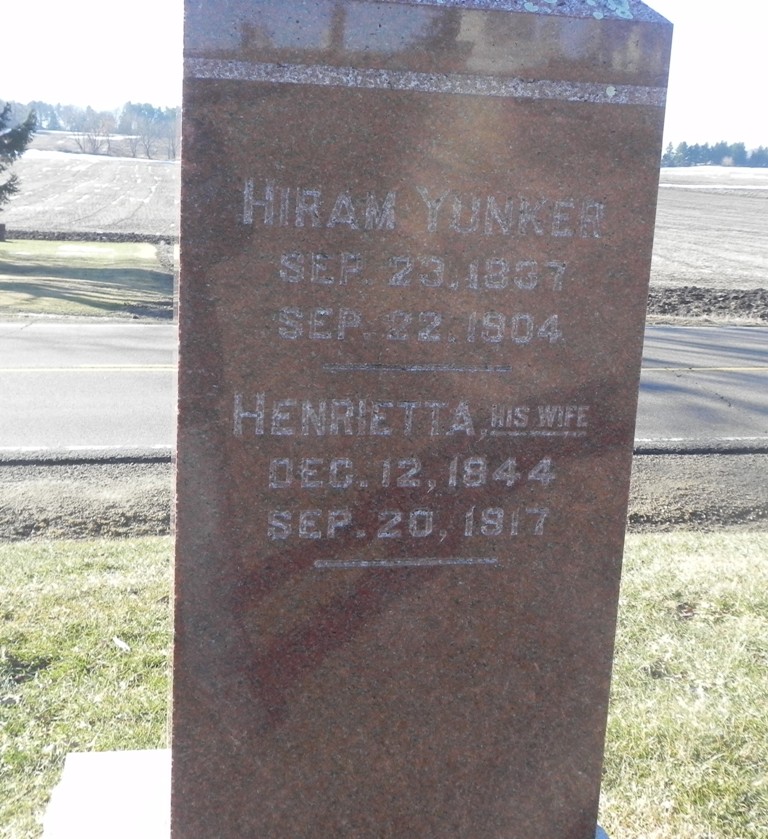 HIRAM YUNKER
SEP. 23, 1837
SEP. 22, 1904
HENRIETTA, HIS WIFE
DEC. 12, 1844
SEP. 20, 1917